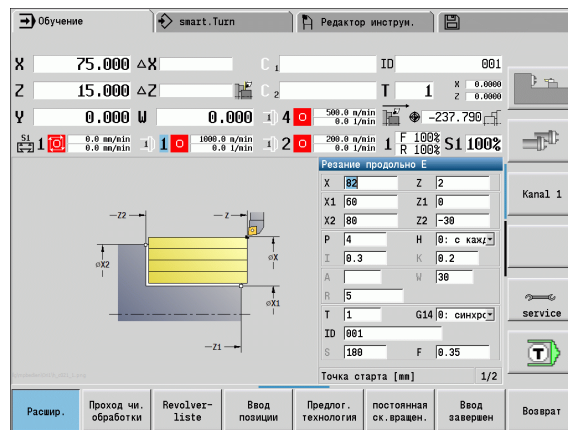 Обучение
smart.Turn
Редактор инструм.
X 75.000 ΔX C 1 ID 001
Z 15.000 ΔZ C 2 T 1 X 0.0000 Z 0.0000
Y 0.000 U 0.000 4 500.0 m/min 0.0 1/min -237.790
S1 1 0.0 mm/min 0.0 m/min 1 1000.0 m/min 0.0 1/min 2 200.0 m/min 0.0 1/min 1 F 100% R 100% S1 100%
Резание продольно E
X 82 Z 2
X1 60 Z1 0
X2 80 Z2 -30
P 4 H 0: с кажд
I 0.3 K 0.2
A W 30
R 5
T 1 G14 0: синхро
ID 001
S 180 F 0.35
Точка старта [mm] 1/2
Z2
Z
øX2
øX
øX1
Z1
Kanal 1
service
T
Расшир.
Проход чи. обработки
Revolver-liste
Ввод позиции
Предлог. технология
постоянная ск.вращен.
Ввод завершен
Возврат